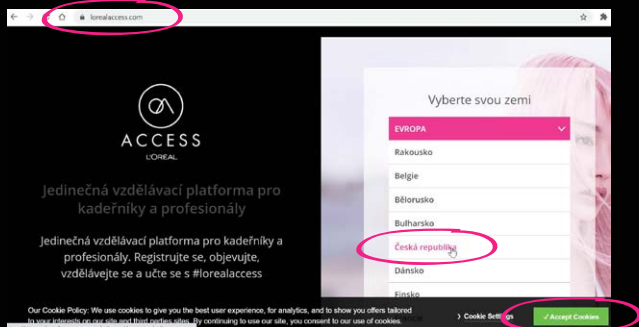 lorealaccess.com
ACCESS
L'ORÉAL
Jedinečná vzdělávací platforma pro
kadeřníky a profesionály
Jedinečná vzdělávací platforma pro kadeřníky a
profesionály. Registrujte se, objevujte,
vzdělávejte se a učte se s #lorealaccess
Vyberte svou zemi
EVROPA
Rakousko
Belgie
Bělorusko
Bulharsko
Česká republika
Dánsko
Finsko
Our Cookie Policy: We use cookies to give you the best user experience, for analytics, and to show you offers tailored
to your interests on our site and third parties sites. By continuing to use our site, you consent to our use of cookies.
Cookie Settings
✓Accept Cookies